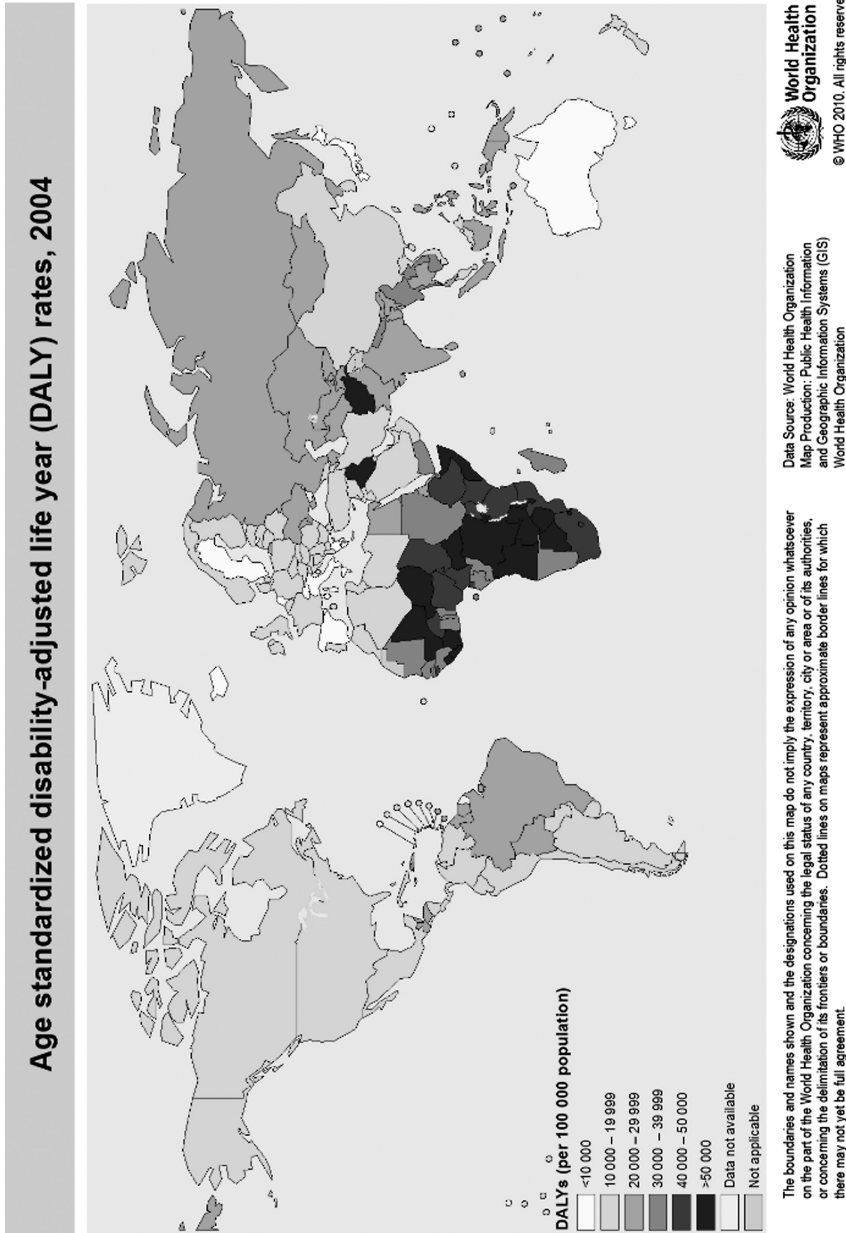 Age standardized disability-adjusted life year (DALY) rates, 2004
DALYs (per 100 000 population)
<10 000
10 000 – 19 999
20 000 – 29 999
30 000 – 39 999
40 000 – 50 000
>50 000
Data not available
Not applicable
The boundaries and names shown and the designations used on this map do not imply the expression of any opinion whatsoever
on the part of the World Health Organization concerning the legal status of any country, territory, city or area or of its authorities,
or concerning the delimitation of its frontiers or boundaries. Dotted lines on maps represent approximate border lines for which
there may not yet be full agreement.
Data Source: World Health Organization
Map Production: Public Health Information
and Geographic Information Systems (GIS)
World Health Organization
World Health
Organization
© WHO 2010. All rights reserve